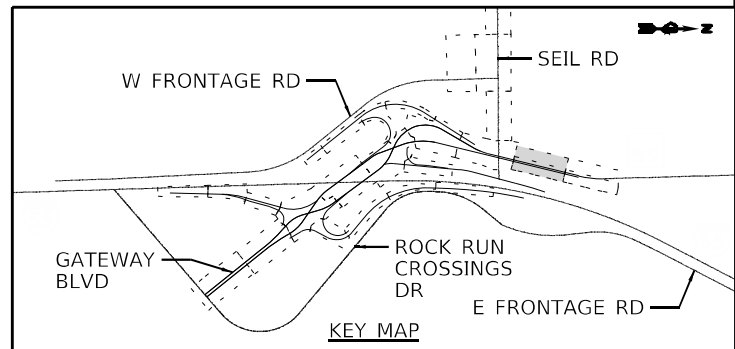 SEIL RD
W FRONTAGE RD
GATEWAY
BLVD
ROCK RUN
CROSSINGS
DR
E FRONTAGE RD
KEY MAP